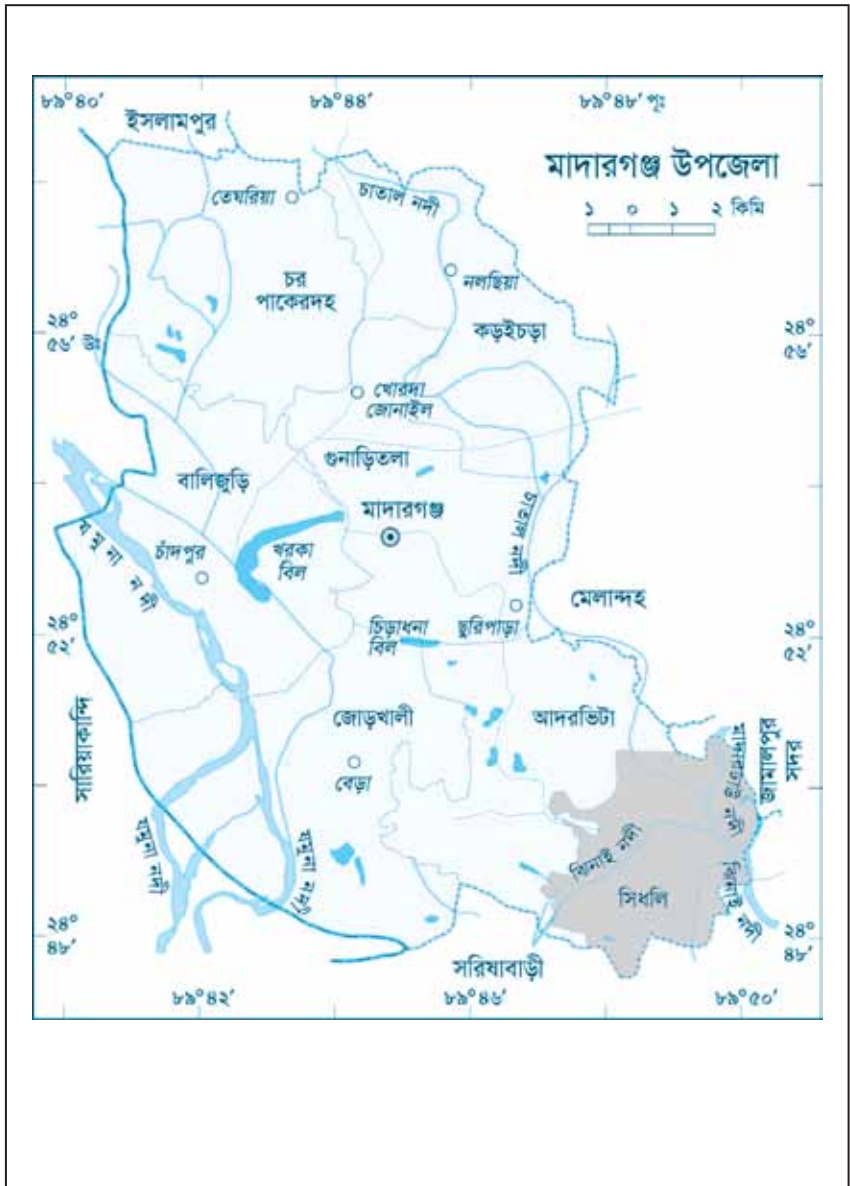 ৮৯°৪০′
৮৯°৪৪′
৮৯°৪৮′ পূঃ
ইসলামপুর
মাদারগঞ্জ উপজেলা
১ ০ ১ ২ কিমি
তেঘরিয়া
চাতাল নদী
নলছিয়া
চর
পাকেরদহ
কড়ইচড়া
২৪°
৫৬′ উঃ
২৪°
৫৬′
খোরদা
জোনাইল
গুনাড়িতলা
বালিজুড়ি
মাদারগঞ্জ
চাতাল নদী
যমুনা নদী
চাঁদপুর
খরকা
বিল
মেলান্দহ
চিড়াধনা
বিল
ছুরিপাড়া
২৪°
৫২′
২৪°
৫২′
সারিয়াকান্দি
জোড়খালী
আদরভিটা
বেড়া
জামালপুর
সদর
যমুনা নদী
যমুনা নদী
ঝিনাই নদী
সিধলি
ঝিনাই নদী
২৪°
৪৮′
২৪°
৪৮′
সরিষাবাড়ী
৮৯°৪২′
৮৯°৪৬′
৮৯°৫০′